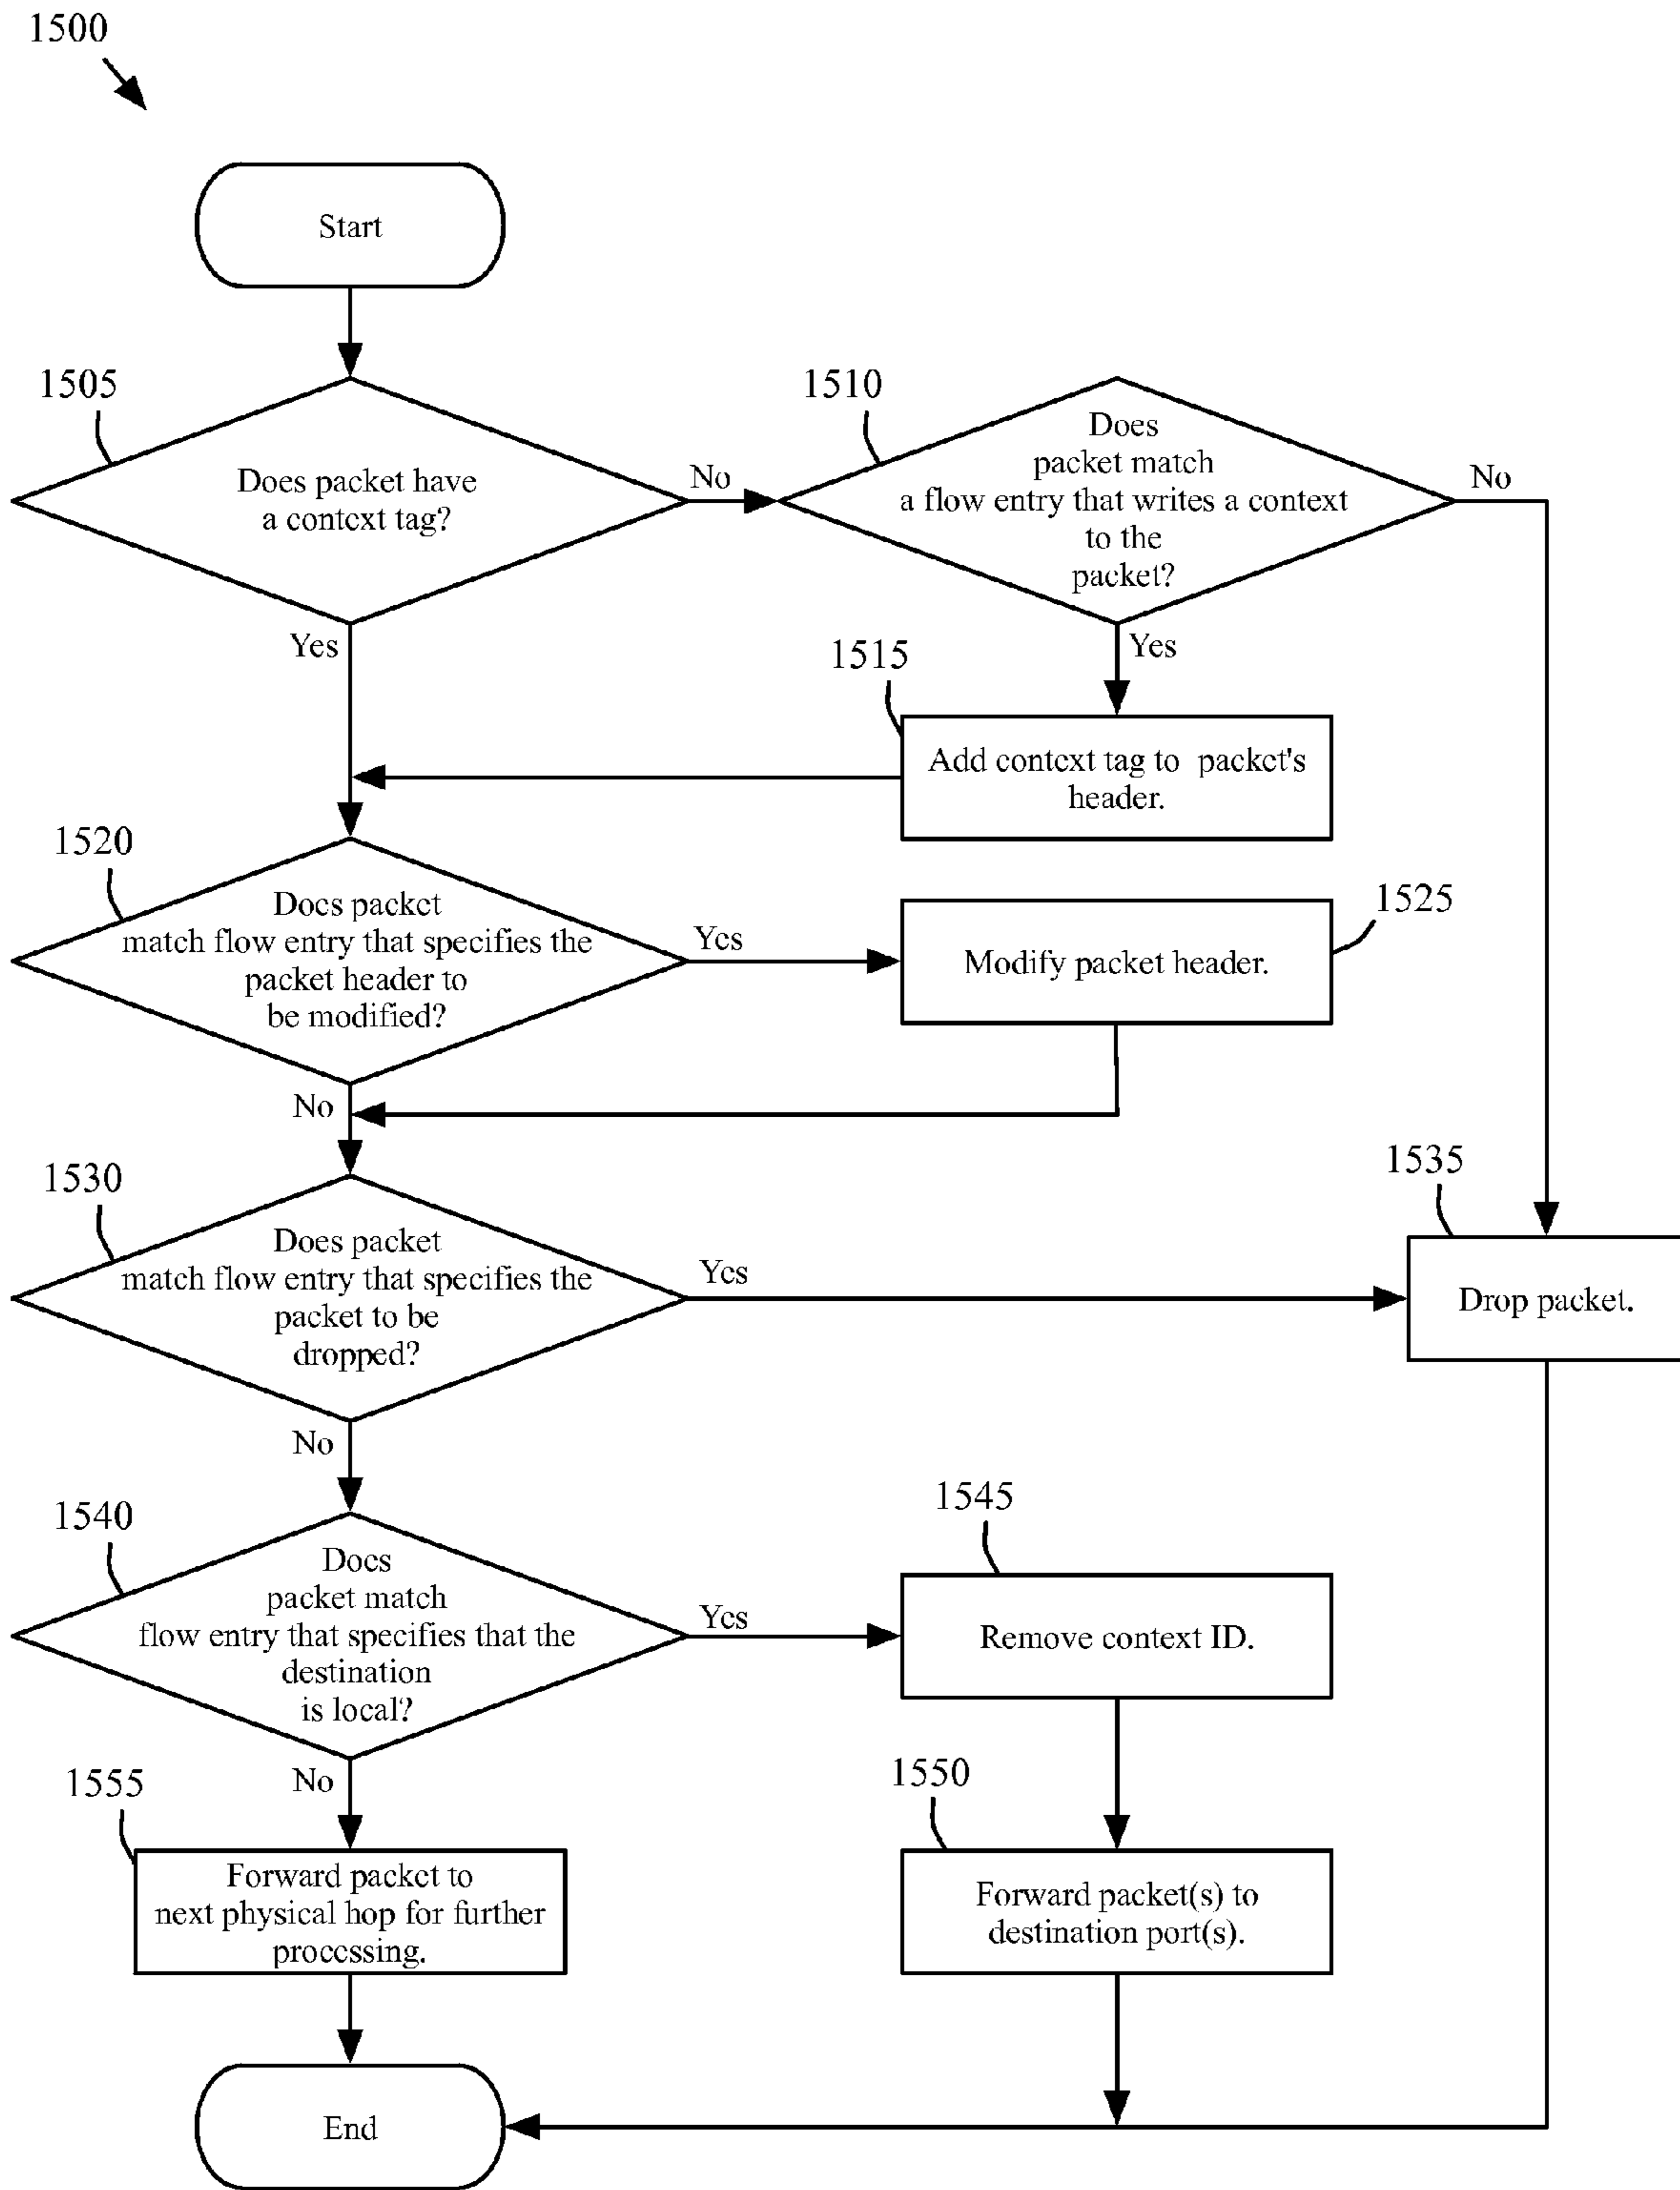 1500
Start
1505
Does packet have
a context tag?
No
1510
Does
packet match
a flow entry that writes a context
to the
packet?
No
Yes
Yes
1515
Add context tag to packet's
header.
1520
Does packet
match flow entry that specifies the
packet header to
be modified?
Yes
1525
Modify packet header.
No
1530
Does packet
match flow entry that specifies the
packet to be
dropped?
Yes
1535
Drop packet.
No
1540
Does
packet match
flow entry that specifies that the
destination
is local?
Yes
1545
Remove context ID.
No
1555
Forward packet to
next physical hop for further
processing.
1550
Forward packet(s) to
destination port(s).
End